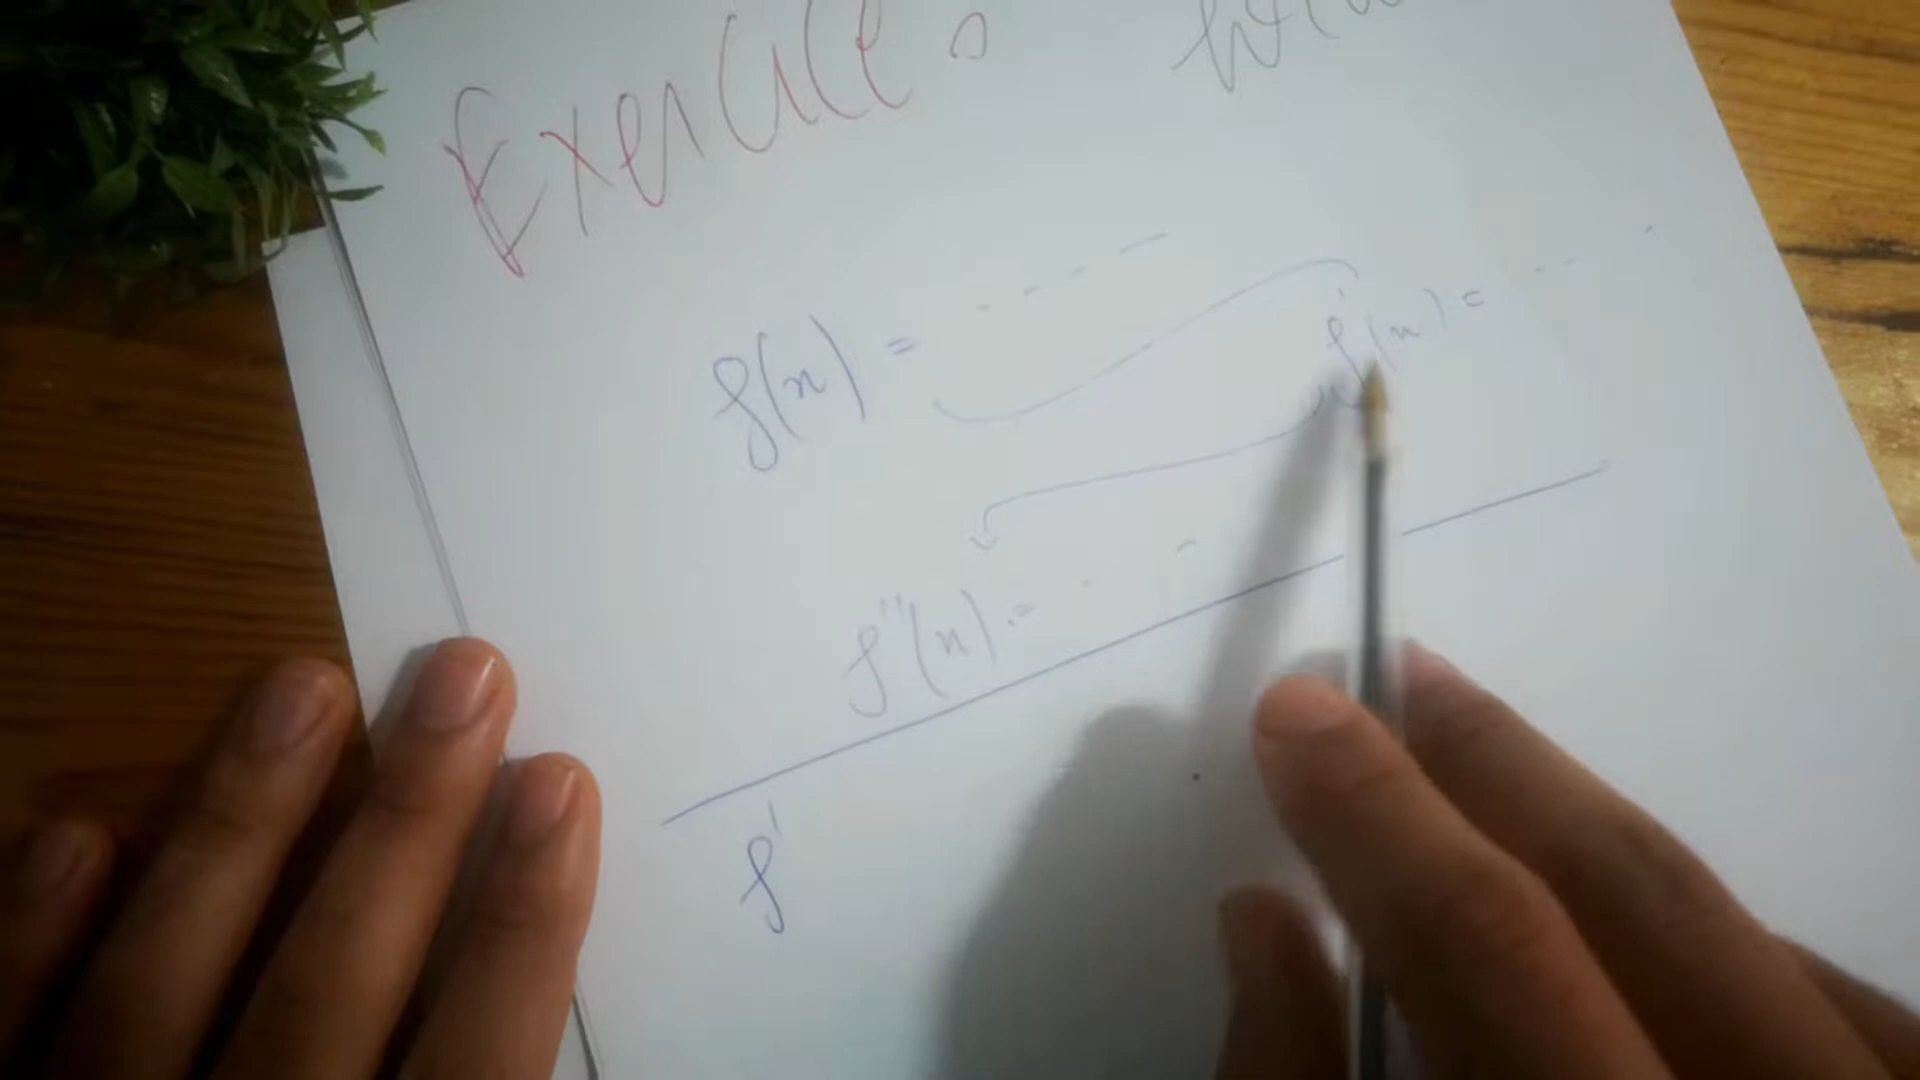 Exercice
f(x) = - - - -
f'(x) = - - -
f''(x) = - -
f'